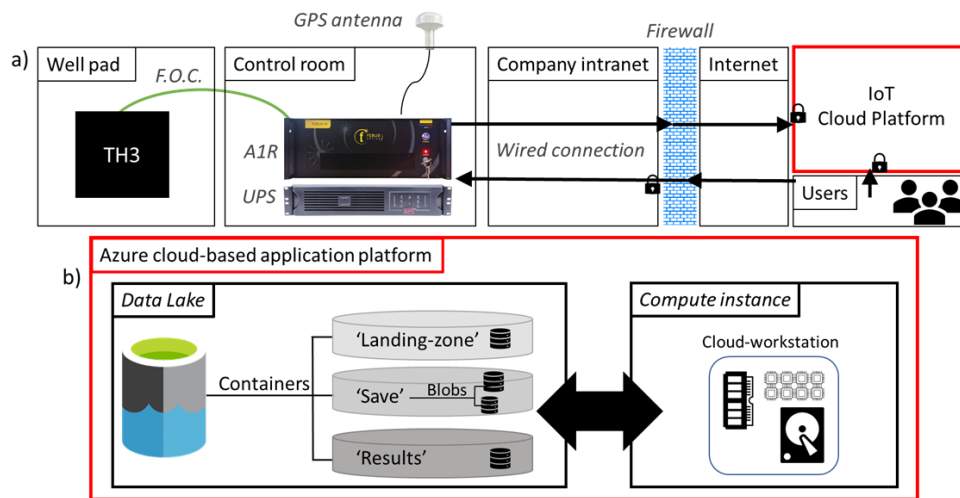 GPS antenna
Firewall
a)
Well pad
Control room
Company intranet
Internet
F.O.C.
IoT
Cloud Platform
TH3
A1R
Wired connection
UPS
Users
Azure cloud-based application platform
b)
Data Lake
Compute instance
Containers
‘Landing-zone’
Cloud-workstation
‘Save’
Blobs
‘Results’